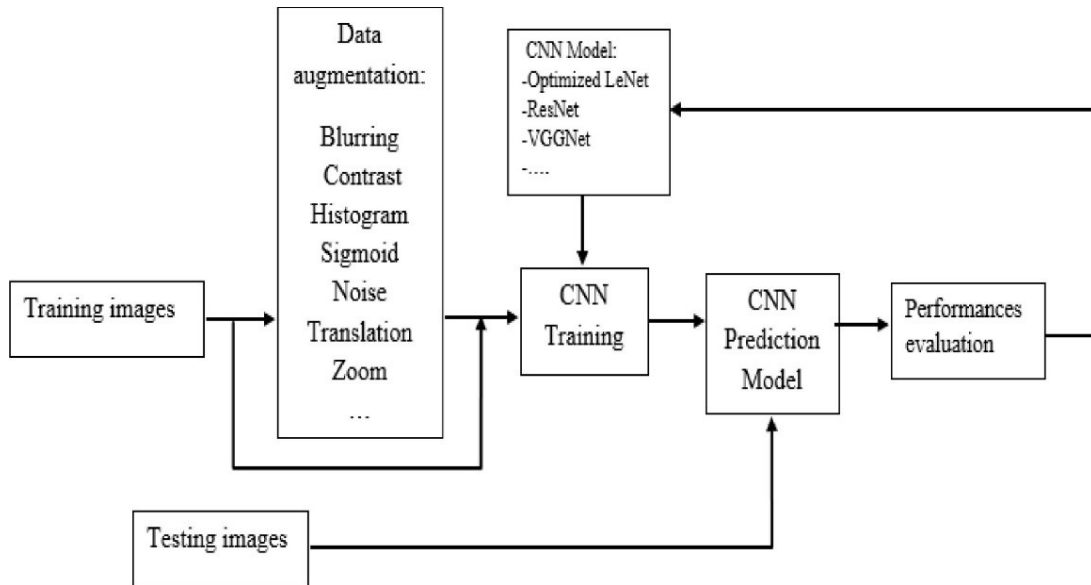 Training images
Data
augmentation:
Blurring
Contrast
Histogram
Sigmoid
Noise
Translation
Zoom
...
CNN Model:
-Optimized LeNet
-ResNet
-VGGNet
-....
CNN
Training
CNN
Prediction
Model
Performances
evaluation
Testing images